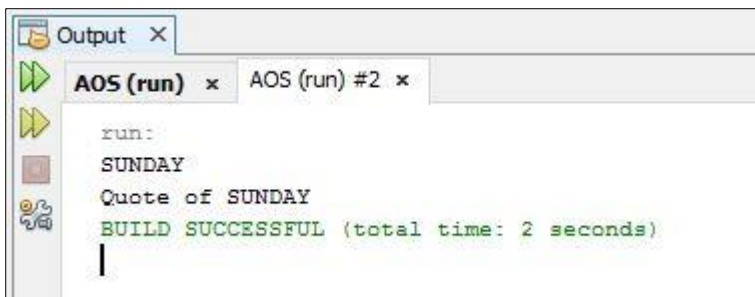 Output
AOS (run) AOS (run) #2
run:
SUNDAY
Quote of SUNDAY
BUILD SUCCESSFUL (total time: 2 seconds)